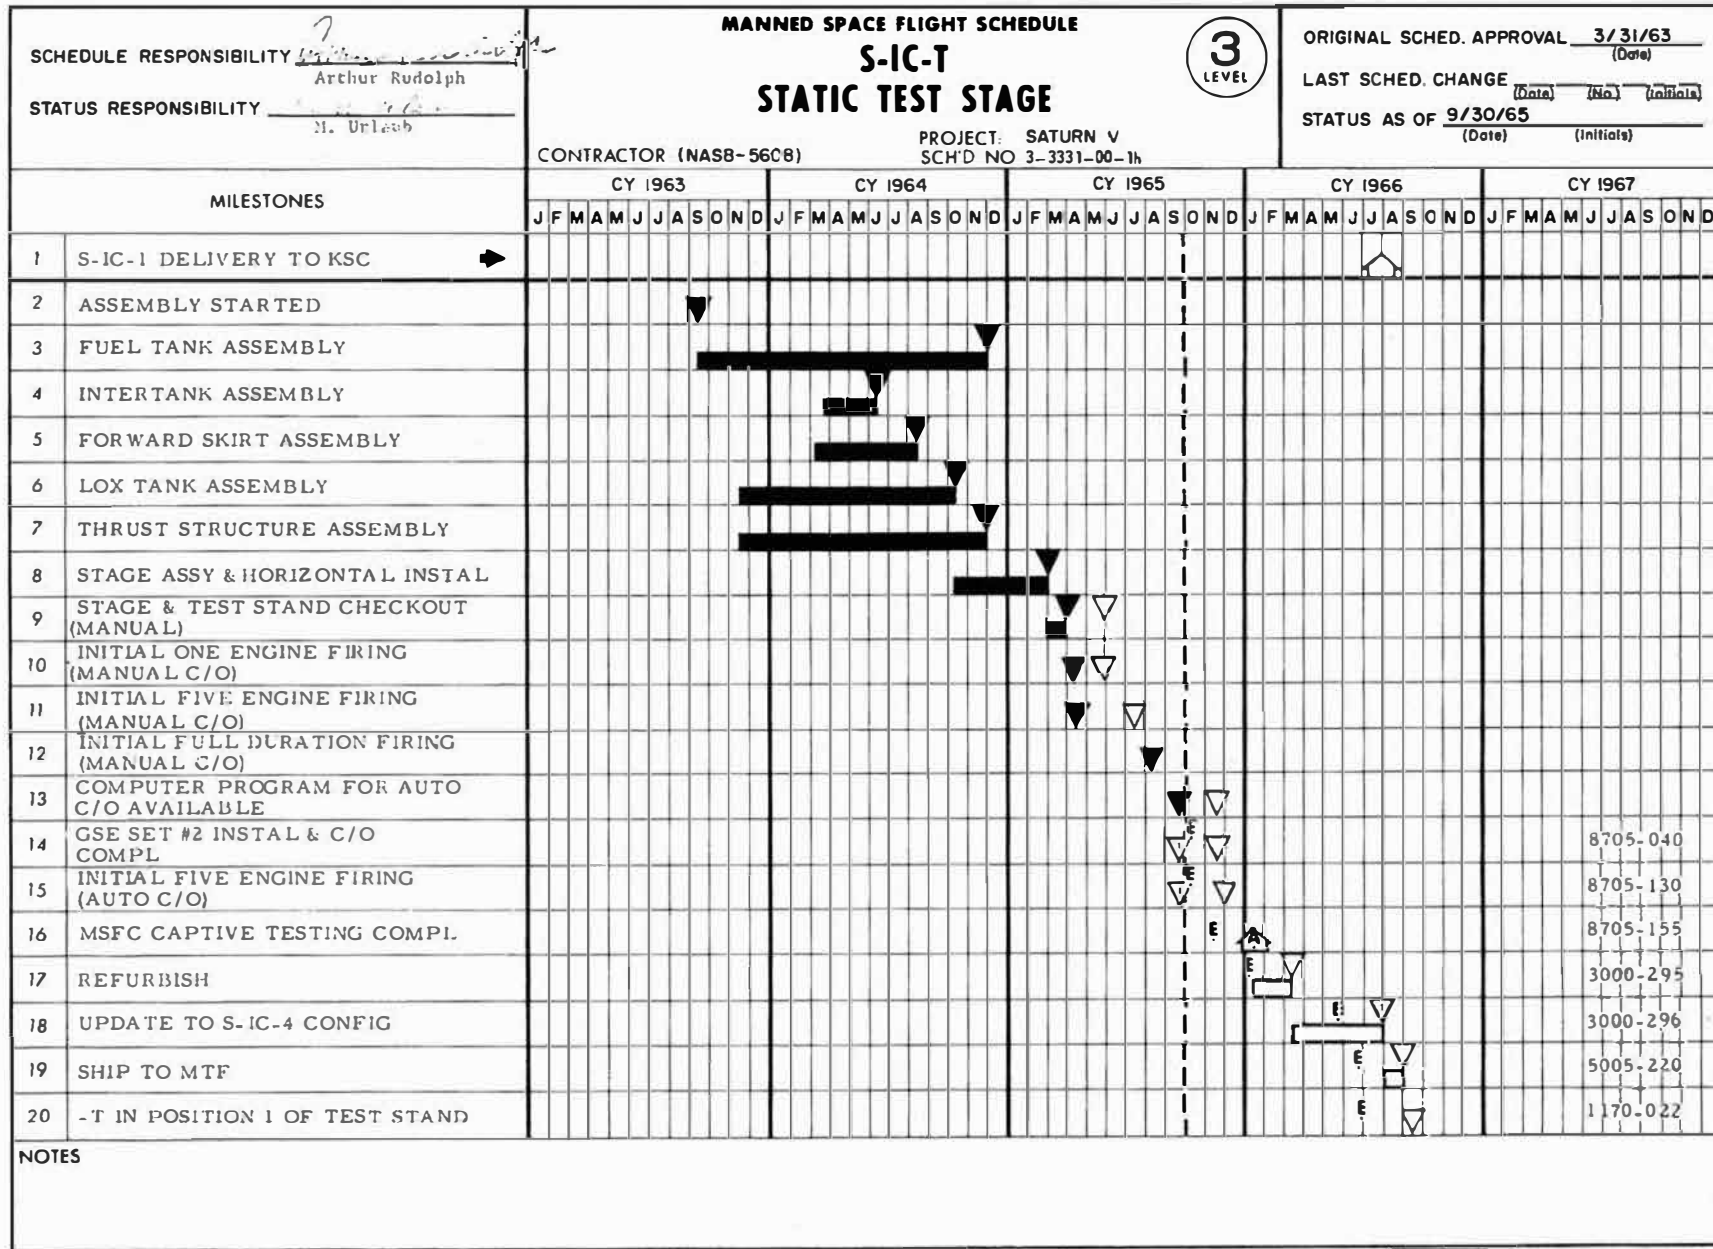 MANNED SPACE FLIGHT SCHEDULE
S-IC-T
STATIC TEST STAGE
3
LEVEL
SCHEDULE RESPONSIBILITY
Arthur Rudolph
STATUS RESPONSIBILITY
M. Urlaub
CONTRACTOR (NAS8-5608)
PROJECT: SATURN V
SCH'D NO 3-3331-00-1h
ORIGINAL SCHED. APPROVAL 3/31/63
(Date)
LAST SCHED. CHANGE
(Date) (No.) (Initials)
STATUS AS OF 9/30/65
(Date) (Initials)
MILESTONES
CY 1963 CY 1964 CY 1965 CY 1966 CY 1967
J F M A M J J A S O N D J F M A M J J A S O N D J F M A M J J A S O N D J F M A M J J A S O N D J F M A M J J A S O N D
1 S-IC-1 DELIVERY TO KSC
2 ASSEMBLY STARTED
3 FUEL TANK ASSEMBLY
4 INTERTANK ASSEMBLY
5 FORWARD SKIRT ASSEMBLY
6 LOX TANK ASSEMBLY
7 THRUST STRUCTURE ASSEMBLY
8 STAGE ASSY & HORIZONTAL INSTAL
9 STAGE & TEST STAND CHECKOUT
(MANUAL)
10 INITIAL ONE ENGINE FIRING
(MANUAL C/O)
11 INITIAL FIVE ENGINE FIRING
(MANUAL C/O)
12 INITIAL FULL DURATION FIRING
(MANUAL C/O)
13 COMPUTER PROGRAM FOR AUTO
C/O AVAILABLE
14 GSE SET #2 INSTAL & C/O
COMPL
E
8705-040
15 INITIAL FIVE ENGINE FIRING
(AUTO C/O)
E
8705-130
16 MSFC CAPTIVE TESTING COMPL
E A 8705-155
17 REFURBISH
E 3000-295
18 UPDATE TO S-IC-4 CONFIG
E 1 3000-296
19 SHIP TO MTF
E 5005-220
20 -T IN POSITION 1 OF TEST STAND
E 1170-022
NOTES